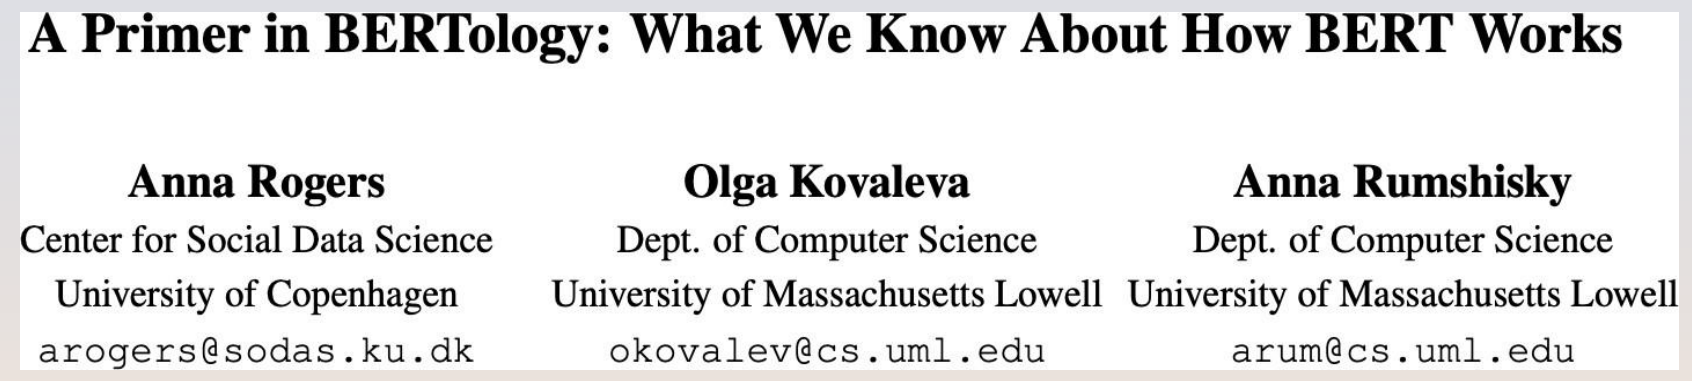 A Primer in BERTology: What We Know About How BERT Works
Anna Rogers
Center for Social Data Science
University of Copenhagen
arogers@sodas.ku.dk
Olga Kovaleva
Dept. of Computer Science
University of Massachusetts Lowell
okovalev@cs.uml.edu
Anna Rumshisky
Dept. of Computer Science
University of Massachusetts Lowell
arum@cs.uml.edu